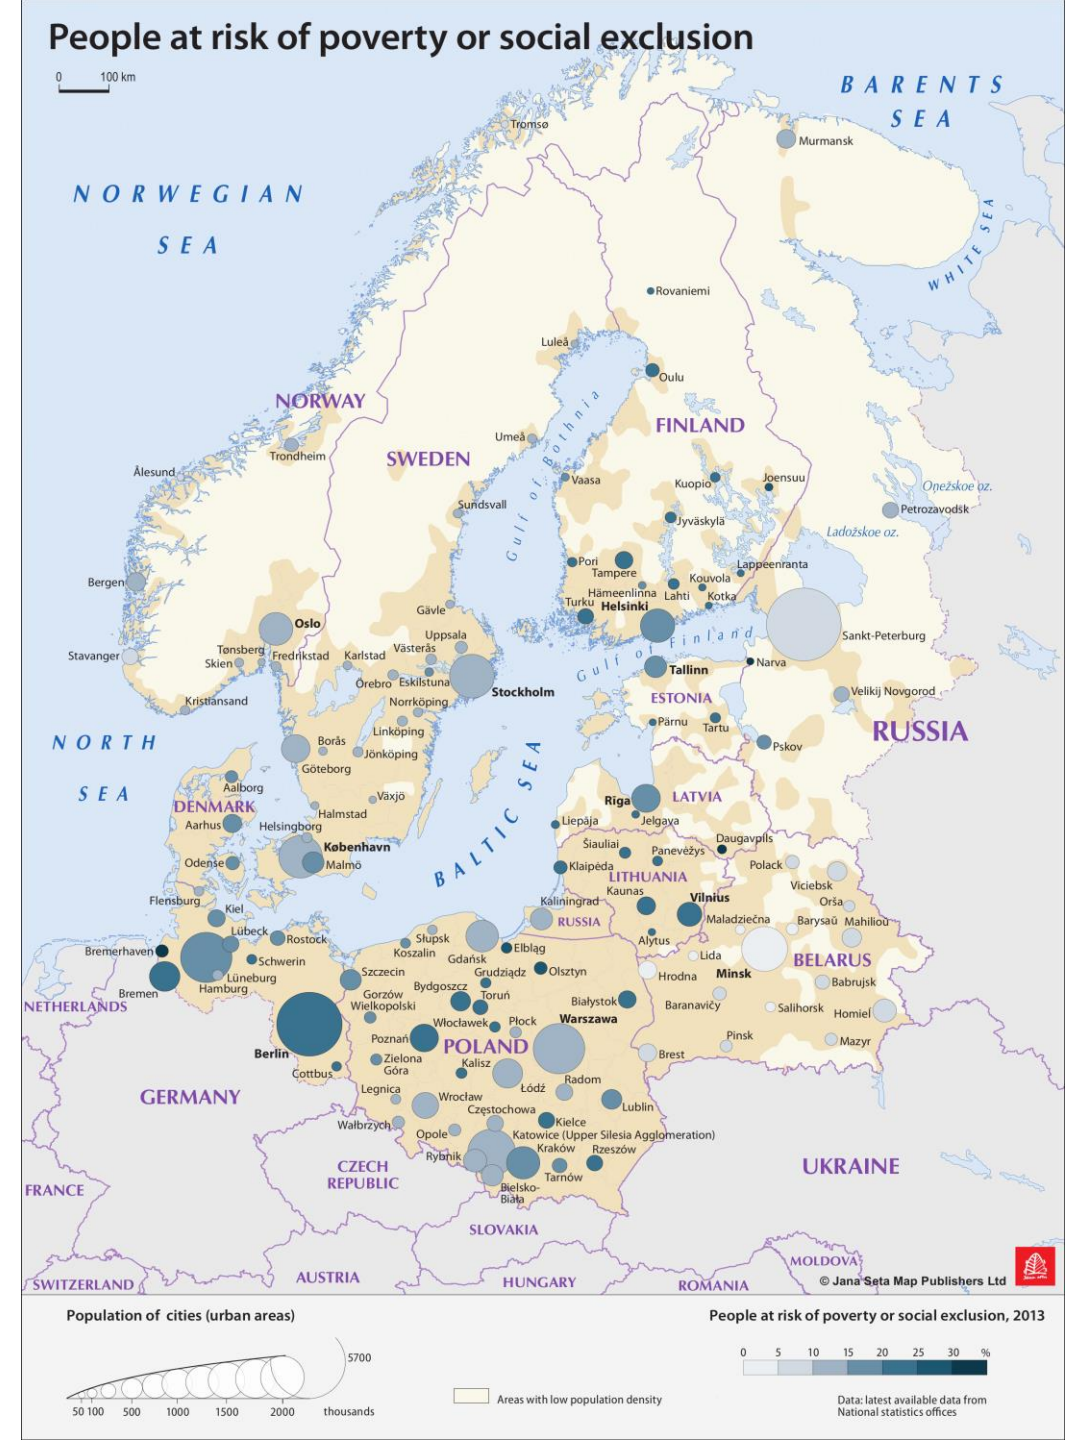 People at risk of poverty or social exclusion
0 100 km
BARENTS
SEA
Tromsø
Murmansk
NORWEGIAN
SEA
WHITE SEA
Rovaniemi
Luleå
Oulu
NORWAY
Gulf of Bothnia
FINLAND
Umeå
Trondheim
SWEDEN
Ålesund
Vaasa
Kuopio
Joensuu
Onežskoe oz.
Sundsvall
Petrozavodsk
Jyväskylä
Ladožskoe oz.
Pori
Tampere
Lappeenranta
Bergen
Kouvola
Hämeenlinna
Lahti
Kotka
Gävle
Turku
Helsinki
Oslo
Uppsala
Gulf of Finland
Sankt-Peterburg
Tønsberg
Västerås
Stavanger
Skien
Fredrikstad
Karlstad
Narva
Tallinn
Örebro
Eskilstuna
Stockholm
Velikij Novgorod
Kristiansand
Norrköping
ESTONIA
Pärnu
Tartu
Linköping
RUSSIA
NORTH
SEA
Borås
Jönköping
Pskov
Göteborg
Aalborg
Växjö
Riga
LATVIA
DENMARK
Halmstad
Aarhus
Helsingborg
Liepāja
Jelgava
BALTIC SEA
København
Daugavpils
Šiauliai
Panevėžys
Odense
Malmö
Klaipėda
LITHUANIA
Polack
Kaunas
Viciebsk
Flensburg
Kaliningrad
Vilnius
Orša
Kiel
RUSSIA
Maladziečna
Barysaŭ
Mahilioŭ
Lübeck
Rostock
Słupsk
Alytus
Bremerhaven
Koszalin
Elbląg
Gdańsk
Lida
BELARUS
Schwerin
Szczecin
Grudziądz
Olsztyn
Hrodna
Minsk
Lüneburg
Babrujsk
Bremen
Hamburg
Bydgoszcz
Toruń
Gorzów
Wielkopolski
Białystok
Baranavičy
Salihorsk
Homieĺ
NETHERLANDS
Włocławek
Płock
Warszawa
Poznań
POLAND
Pinsk
Mazyr
Berlin
Zielona
Góra
Kalisz
Brest
Cottbus
Łódź
Radom
GERMANY
Legnica
Wrocław
Lublin
Częstochowa
Wałbrzych
Kielce
Opole
Katowice (Upper Silesia Agglomeration)
Rybnik
Kraków
Rzeszów
CZECH
REPUBLIC
Tarnów
UKRAINE
Bielsko-
Biała
FRANCE
SLOVAKIA
MOLDOVA
SWITZERLAND
AUSTRIA
HUNGARY
ROMANIA
© Jana Seta Map Publishers Ltd
Population of cities (urban areas)
5700
50 100 500 1000 1500 2000 thousands
Areas with low population density
People at risk of poverty or social exclusion, 2013
0 5 10 15 20 25 30 %
Data: latest available data from
National statistics offices